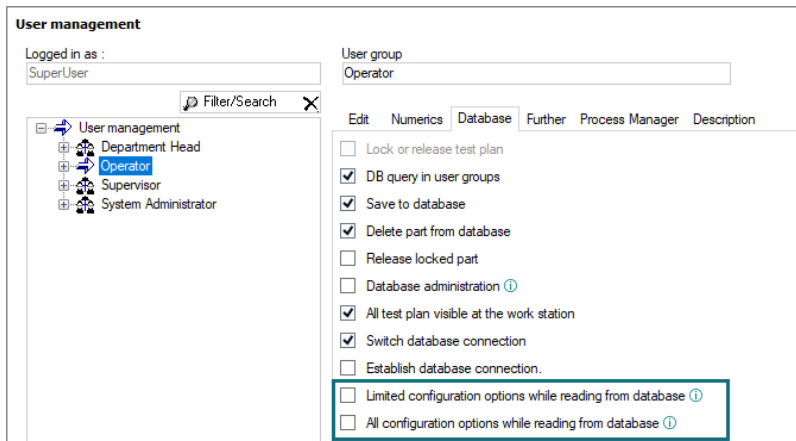 User management
Logged in as :
SuperUser
Filter/Search
User management
Department Head
Operator
Supervisor
System Administrator
User group
Operator
Edit Numerics Database Further Process Manager Description
Lock or release test plan
DB query in user groups
Save to database
Delete part from database
Release locked part
Database administration
All test plan visible at the work station
Switch database connection
Establish database connection.
Limited configuration options while reading from database
All configuration options while reading from database